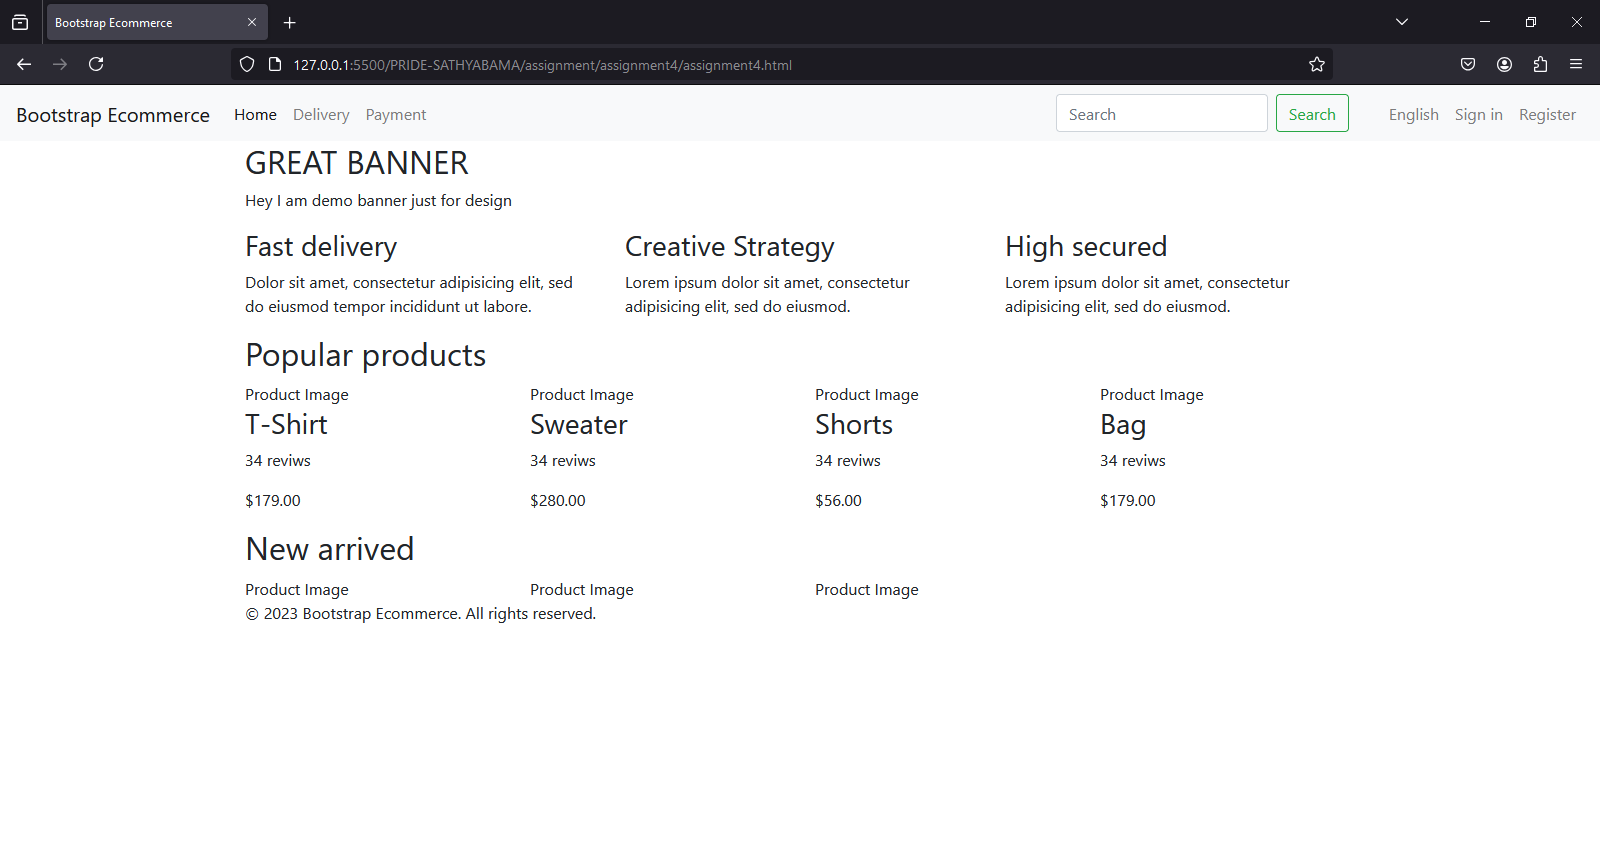 Bootstrap Ecommerce
127.0.0.1:5500/PRIDE-SATHYABAMA/assignment/assignment4/assignment4.html
Bootstrap Ecommerce Home Delivery Payment Search Search English Sign in Register
GREAT BANNER
Hey I am demo banner just for design
Fast delivery
Dolor sit amet, consectetur adipisicing elit, sed
do eiusmod tempor incididunt ut labore.
Creative Strategy
Lorem ipsum dolor sit amet, consectetur
adipisicing elit, sed do eiusmod.
High secured
Lorem ipsum dolor sit amet, consectetur
adipisicing elit, sed do eiusmod.
Popular products
Product Image
T-Shirt
34 reviws
$179.00
Product Image
Sweater
34 reviws
$280.00
Product Image
Shorts
34 reviws
$56.00
Product Image
Bag
34 reviws
$179.00
New arrived
Product Image Product Image Product Image
© 2023 Bootstrap Ecommerce. All rights reserved.